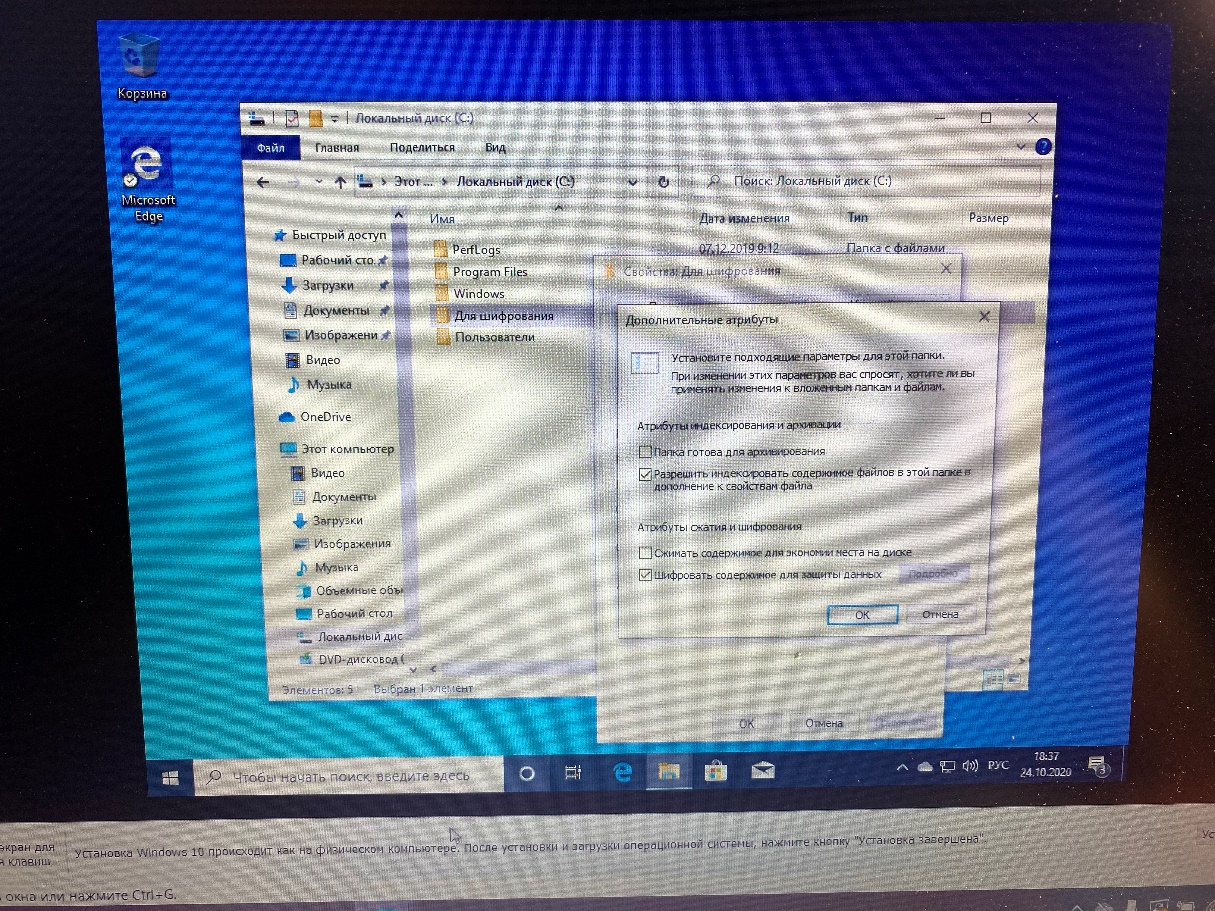 Корзина
Microsoft
Edge
Локальный диск (C:)
Файл
Главная
Поделиться
Вид
Этот ...
Локальный диск (C:)
Поиск: Локальный диск (C:)
Имя
Дата изменения
Тип
Размер
Быстрый доступ
Рабочий сто.
Загрузки
Документы
Изображени
Видео
Музыка
OneDrive
Этот компьютер
Видео
Документы
Загрузки
Изображения
Музыка
Объемные объ
Рабочий стол
Локальный дис
DVD-дисковод (
PerfLogs
07.12.2019 9:12
Папка с файлами
Program Files
Windows
Для шифрования
Пользователи
Свойства: Для шифрования
Дополнительные атрибуты
Установите подходящие параметры для этой папки.
При изменении этих параметров вас спросят, хотите ли вы
применять изменения к вложенным папкам и файлам.
Атрибуты индексирования и архивации
Папка готова для архивирования
Разрешить индексировать содержимое файлов в этой папке в
дополнение к свойствам файла
Атрибуты сжатия и шифрования
Сжимать содержимое для экономии места на диске
Шифровать содержимое для защиты данных
Подробно
ОК
Отмена
ОК
Отмена
Элементов: 5
Выбран 1 элемент
Чтобы начать поиск, введите здесь
РУС
18:37
24.10.2020
3
экран для
клавиш
Установка Windows 10 происходит как на физическом компьютере. После устоновки и загрузки операционной системы, нажмите кнопку "Установка завершена"
окна или нажмите Ctrl+G.